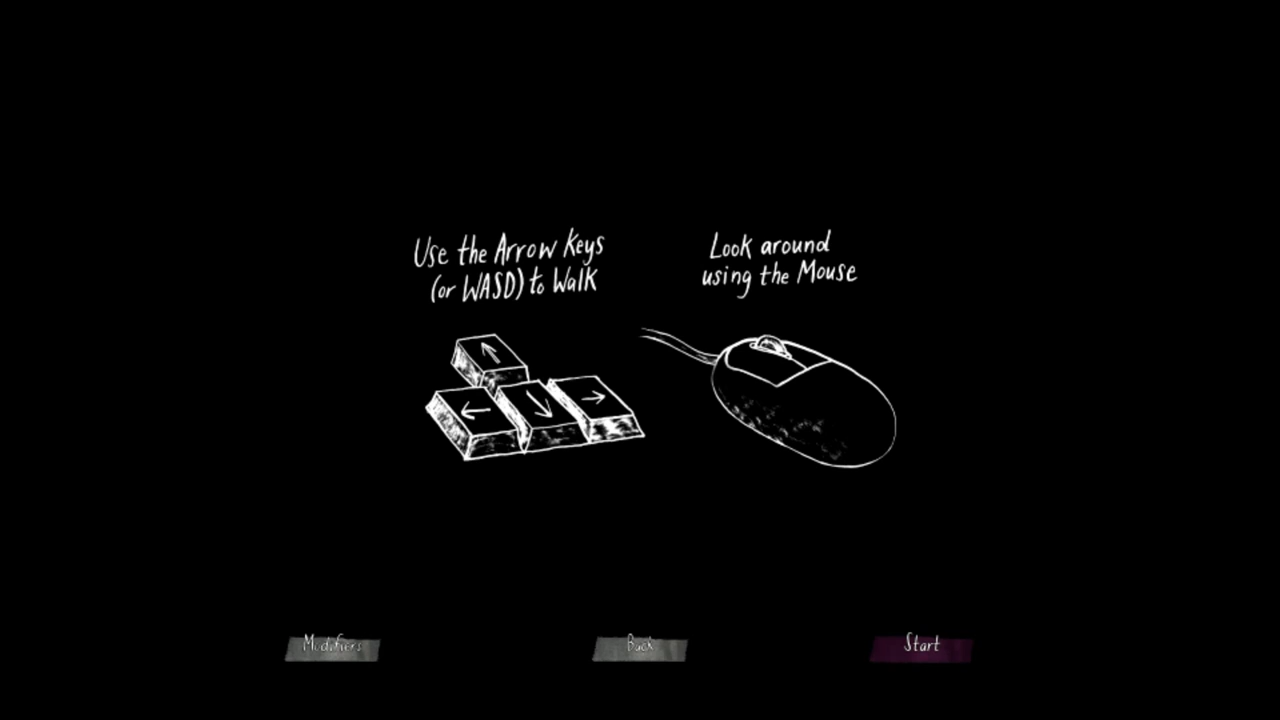 Use the Arrow Keys
(or WASD) to Walk
Look around
using the Mouse
Modifiers
Back
Start